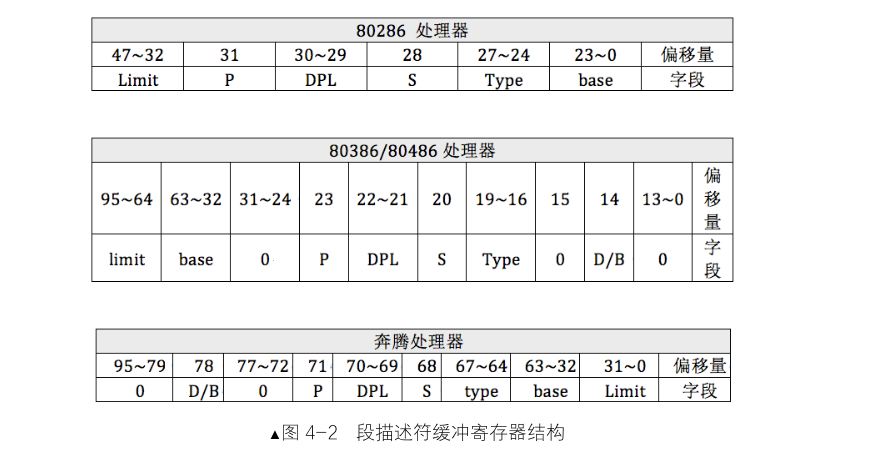 80286 处理器
47~32 31 30~29 28 27~24 23~0 偏移量
Limit P DPL S Type base 字段
80386/80486 处理器
95~64 63~32 31~24 23 22~21 20 19~16 15 14 13~0 偏移量
limit base 0 P DPL S Type 0 D/B 0 字段
奔腾处理器
95~79 78 77~72 71 70~69 68 67~64 63~32 31~0 偏移量
0 D/B 0 P DPL S type base Limit 字段
▲图 4-2 段描述符缓冲寄存器结构